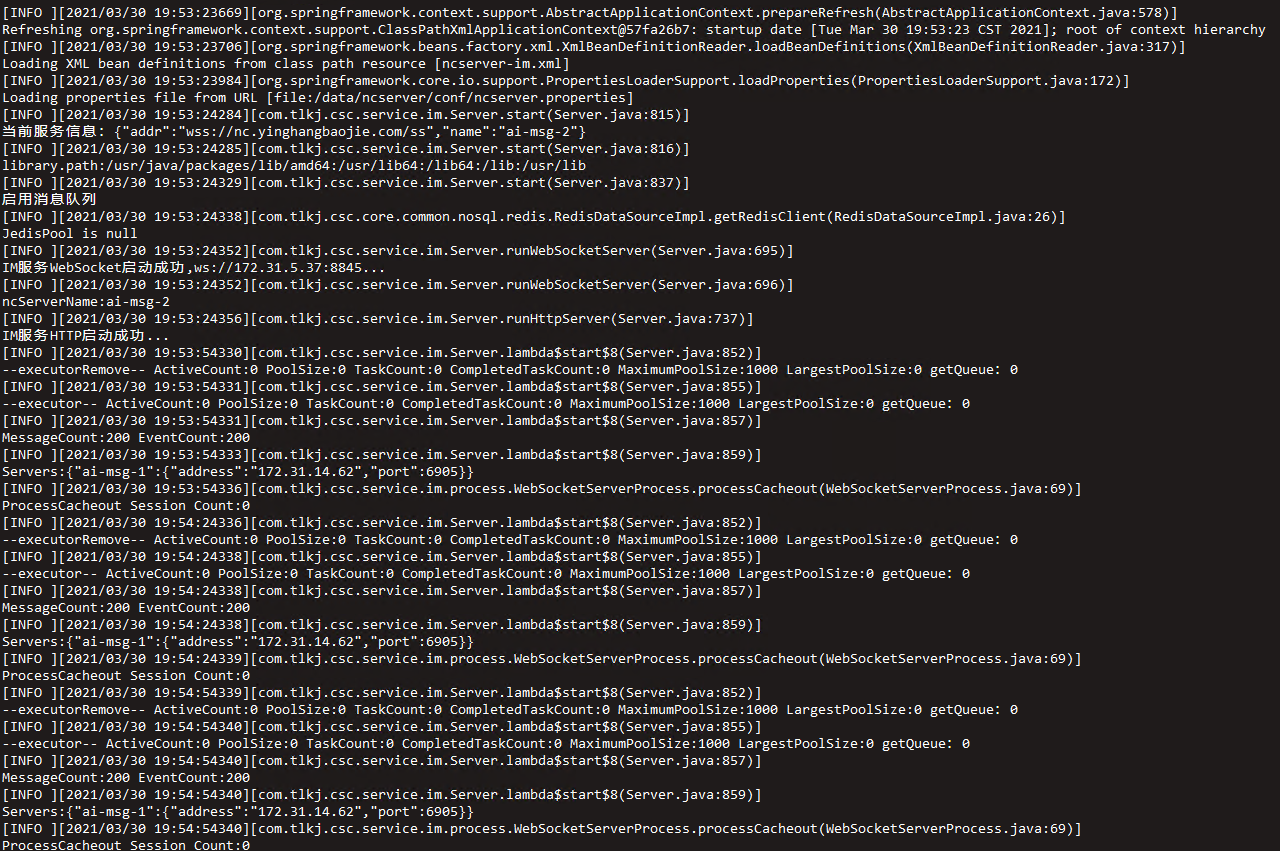 [INFO ][2021/03/30 19:53:23669][org.springframework.context.support.AbstractApplicationContext.prepareRefresh(AbstractApplicationContext.java:578)]
Refreshing org.springframework.context.support.ClassPathXmlApplicationContext@57fa26b7: startup date [Tue Mar 30 19:53:23 CST 2021]; root of context hierarchy
[INFO ][2021/03/30 19:53:23706][org.springframework.beans.factory.xml.XmlBeanDefinitionReader.loadBeanDefinitions(XmlBeanDefinitionReader.java:317)]
Loading XML bean definitions from class path resource [ncserver-im.xml]
[INFO ][2021/03/30 19:53:23984][org.springframework.core.io.support.PropertiesLoaderSupport.loadProperties(PropertiesLoaderSupport.java:172)]
Loading properties file from URL [file:/data/ncserver/conf/ncserver.properties]
[INFO ][2021/03/30 19:53:24284][com.tlkj.csc.service.im.Server.start(Server.java:815)]
当前服务信息: {"addr":"wss://nc.yinghangbaojie.com/ss","name":"ai-msg-2"}
[INFO ][2021/03/30 19:53:24285][com.tlkj.csc.service.im.Server.start(Server.java:816)]
library.path:/usr/java/packages/lib/amd64:/usr/lib64:/lib64:/lib:/usr/lib
[INFO ][2021/03/30 19:53:24329][com.tlkj.csc.service.im.Server.start(Server.java:837)]
启用消息队列
[INFO ][2021/03/30 19:53:24338][com.tlkj.csc.core.common.nosql.redis.RedisDataSourceImpl.getRedisClient(RedisDataSourceImpl.java:26)]
JedisPool is null
[INFO ][2021/03/30 19:53:24352][com.tlkj.csc.service.im.Server.runWebSocketServer(Server.java:695)]
IM服务WebSocket启动成功,ws://172.31.5.37:8845...
[INFO ][2021/03/30 19:53:24352][com.tlkj.csc.service.im.Server.runWebSocketServer(Server.java:696)]
ncServerName:ai-msg-2
[INFO ][2021/03/30 19:53:24356][com.tlkj.csc.service.im.Server.runHttpServer(Server.java:737)]
IM服务HTTP启动成功...
[INFO ][2021/03/30 19:53:54330][com.tlkj.csc.service.im.Server.lambda$start$8(Server.java:852)]
--executorRemove-- ActiveCount:0 PoolSize:0 TaskCount:0 CompletedTaskCount:0 MaximumPoolSize:1000 LargestPoolSize:0 getQueue: 0
[INFO ][2021/03/30 19:53:54331][com.tlkj.csc.service.im.Server.lambda$start$8(Server.java:855)]
--executor-- ActiveCount:0 PoolSize:0 TaskCount:0 CompletedTaskCount:0 MaximumPoolSize:1000 LargestPoolSize:0 getQueue: 0
[INFO ][2021/03/30 19:53:54331][com.tlkj.csc.service.im.Server.lambda$start$8(Server.java:857)]
MessageCount:200 EventCount:200
[INFO ][2021/03/30 19:53:54333][com.tlkj.csc.service.im.Server.lambda$start$8(Server.java:859)]
Servers:{"ai-msg-1":{"address":"172.31.14.62","port":6905}}
[INFO ][2021/03/30 19:53:54336][com.tlkj.csc.service.im.process.WebSocketServerProcess.processCacheout(WebSocketServerProcess.java:69)]
ProcessCacheout Session Count:0
[INFO ][2021/03/30 19:54:24336][com.tlkj.csc.service.im.Server.lambda$start$8(Server.java:852)]
--executorRemove-- ActiveCount:0 PoolSize:0 TaskCount:0 CompletedTaskCount:0 MaximumPoolSize:1000 LargestPoolSize:0 getQueue: 0
[INFO ][2021/03/30 19:54:24338][com.tlkj.csc.service.im.Server.lambda$start$8(Server.java:855)]
--executor-- ActiveCount:0 PoolSize:0 TaskCount:0 CompletedTaskCount:0 MaximumPoolSize:1000 LargestPoolSize:0 getQueue: 0
[INFO ][2021/03/30 19:54:24338][com.tlkj.csc.service.im.Server.lambda$start$8(Server.java:857)]
MessageCount:200 EventCount:200
[INFO ][2021/03/30 19:54:24338][com.tlkj.csc.service.im.Server.lambda$start$8(Server.java:859)]
Servers:{"ai-msg-1":{"address":"172.31.14.62","port":6905}}
[INFO ][2021/03/30 19:54:24339][com.tlkj.csc.service.im.process.WebSocketServerProcess.processCacheout(WebSocketServerProcess.java:69)]
ProcessCacheout Session Count:0
[INFO ][2021/03/30 19:54:54339][com.tlkj.csc.service.im.Server.lambda$start$8(Server.java:852)]
--executorRemove-- ActiveCount:0 PoolSize:0 TaskCount:0 CompletedTaskCount:0 MaximumPoolSize:1000 LargestPoolSize:0 getQueue: 0
[INFO ][2021/03/30 19:54:54340][com.tlkj.csc.service.im.Server.lambda$start$8(Server.java:855)]
--executor-- ActiveCount:0 PoolSize:0 TaskCount:0 CompletedTaskCount:0 MaximumPoolSize:1000 LargestPoolSize:0 getQueue: 0
[INFO ][2021/03/30 19:54:54340][com.tlkj.csc.service.im.Server.lambda$start$8(Server.java:857)]
MessageCount:200 EventCount:200
[INFO ][2021/03/30 19:54:54340][com.tlkj.csc.service.im.Server.lambda$start$8(Server.java:859)]
Servers:{"ai-msg-1":{"address":"172.31.14.62","port":6905}}
[INFO ][2021/03/30 19:54:54340][com.tlkj.csc.service.im.process.WebSocketServerProcess.processCacheout(WebSocketServerProcess.java:69)]
ProcessCacheout Session Count:0